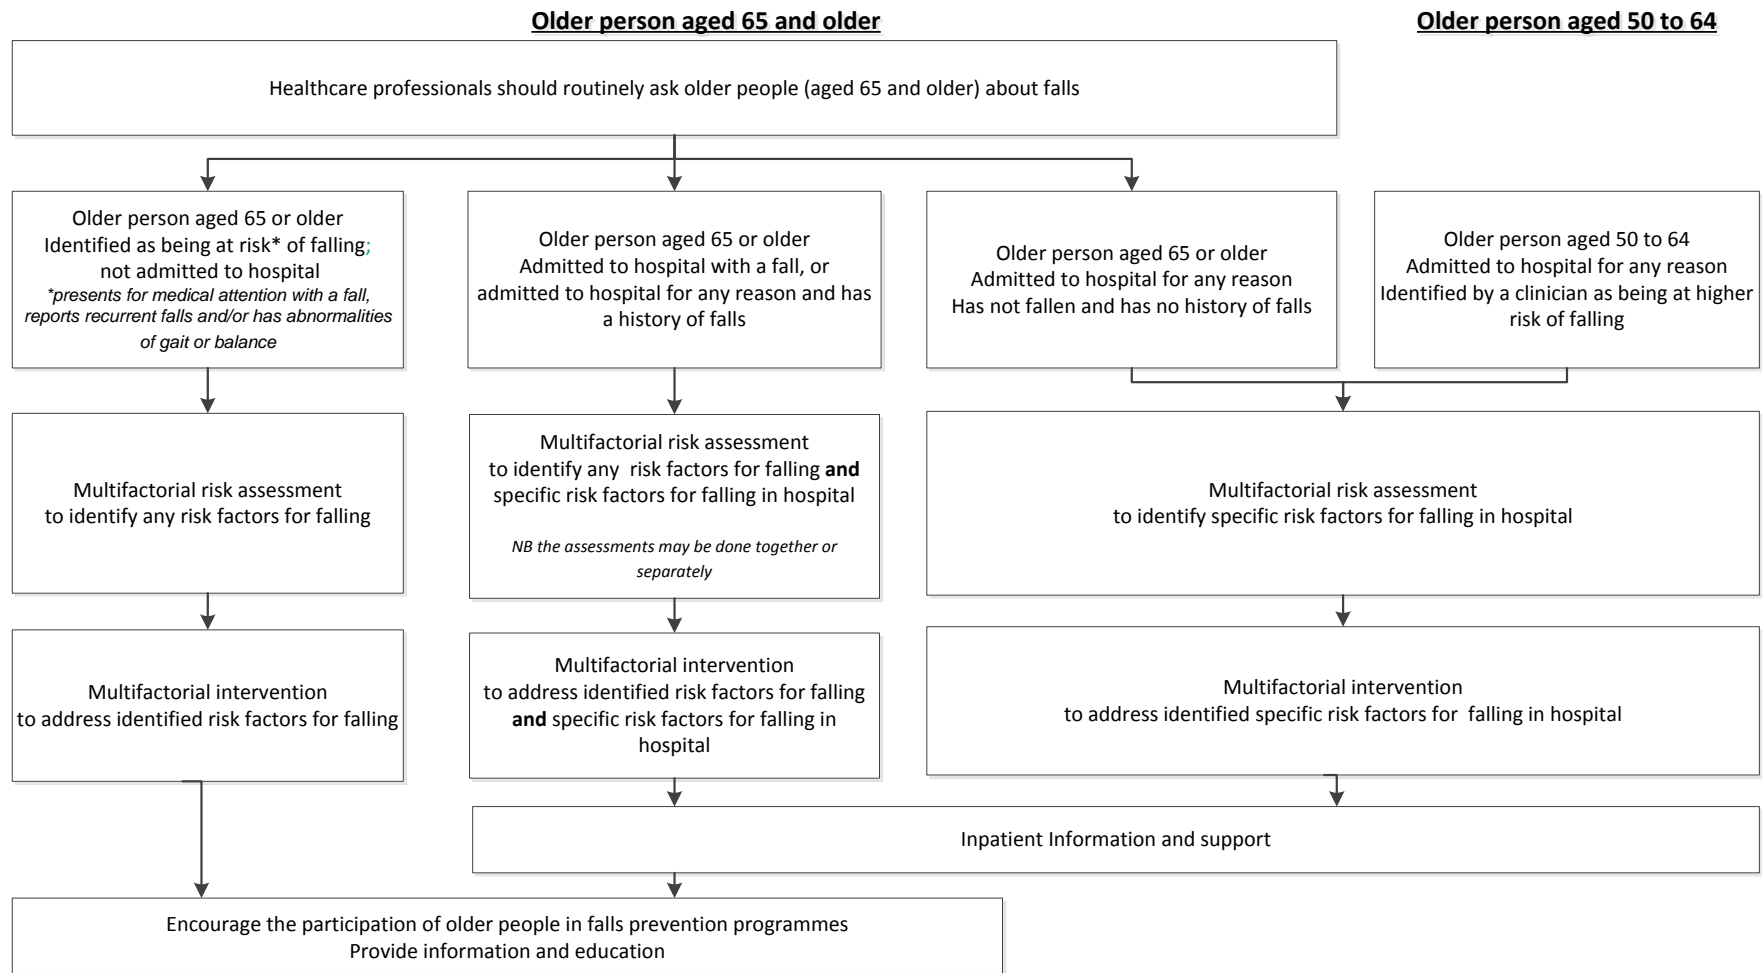 Older person aged 65 and older
Older person aged 50 to 64
Healthcare professionals should routinely ask older people (aged 65 and older) about falls
Older person aged 65 or older
Identified as being at risk* of falling;
not admitted to hospital
*presents for medical attention with a fall,
reports recurrent falls and/or has abnormalities
of gait or balance
Older person aged 65 or older
Admitted to hospital with a fall, or
admitted to hospital for any reason and has
a history of falls
Older person aged 65 or older
Admitted to hospital for any reason
Has not fallen and has no history of falls
Older person aged 50 to 64
Admitted to hospital for any reason
Identified by a clinician as being at higher
risk of falling
Multifactorial risk assessment
to identify any risk factors for falling
Multifactorial risk assessment
to identify any risk factors for falling and
specific risk factors for falling in hospital
NB the assessments may be done together or
separately
Multifactorial risk assessment
to identify specific risk factors for falling in hospital
Multifactorial intervention
to address identified risk factors for falling
Multifactorial intervention
to address identified risk factors for falling
and specific risk factors for falling in
hospital
Multifactorial intervention
to address identified specific risk factors for falling in hospital
Inpatient Information and support
Encourage the participation of older people in falls prevention programmes
Provide information and education